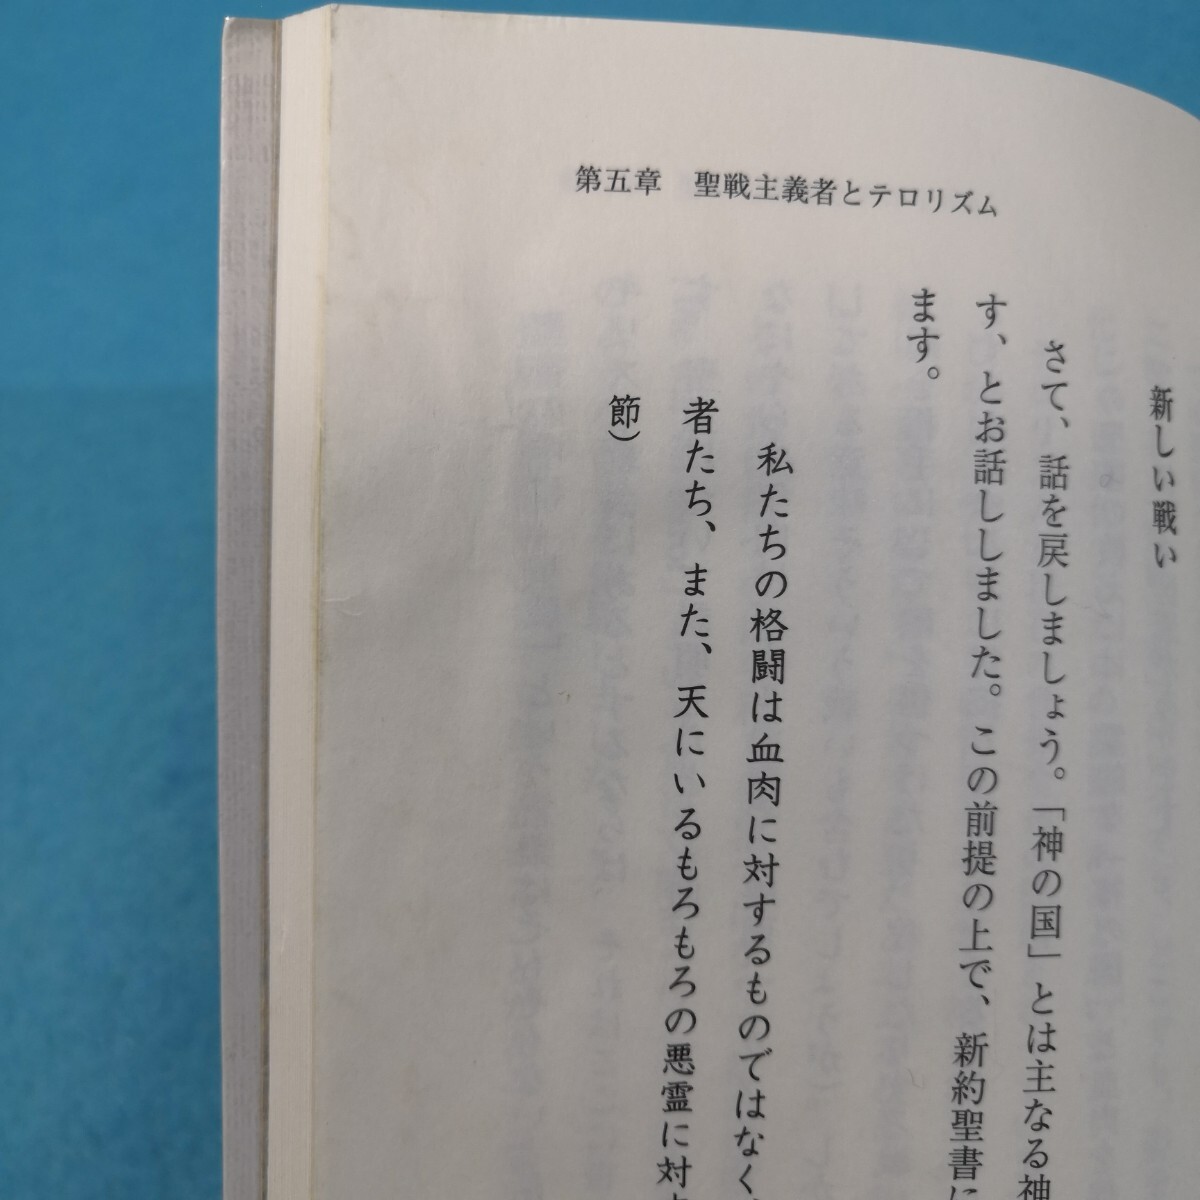 第五章　聖戦主義者とテロリズム
新しい戦い
さて、話を戻しましょう。「神の国」とは主なる神
す、とお話ししました。この前提の上で、新約聖書に
ます。
私たちの格闘は血肉に対するものではなく、
者たち、また、天にいるもろもろの悪霊に対
節）